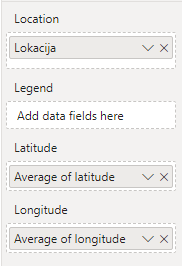 Location
Lokacija
Legend
Add data fields here
Latitude
Average of latitude
Longitude
Average of longitude